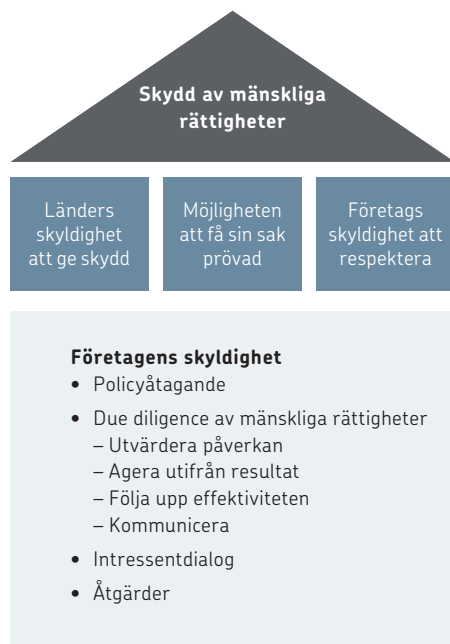 Skydd av mänskliga
rättigheter
Länders
skyldighet
att ge skydd
Möjligheten
att få sin sak
prövad
Företags
skyldighet att
respektera
Företagens skyldighet
• Policyåtagande
• Due diligence av mänskliga rättigheter
– Utvärdera påverkan
– Agera utifrån resultat
– Följa upp effektiviteten
– Kommunicera
• Intressentdialog
• Åtgärder